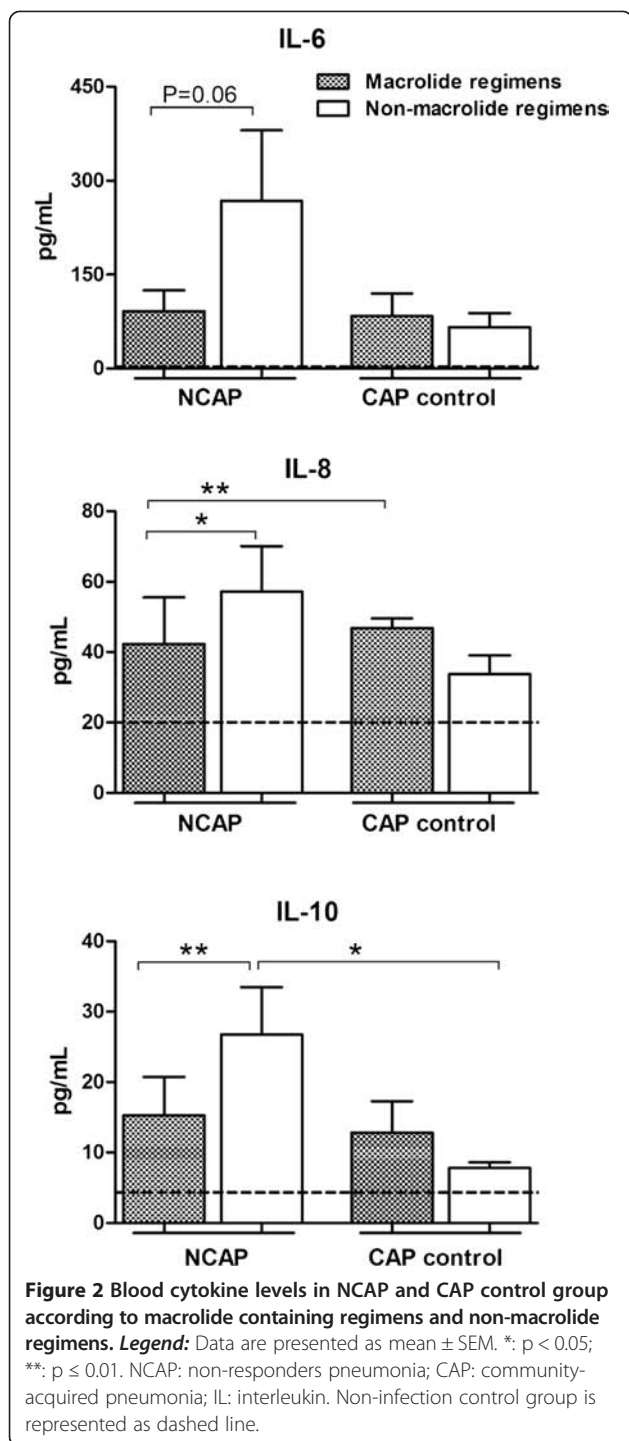 IL-6
450
300
150
0
pg/mL
P=0.06
Macrolide regimens
Non-macrolide regimens
NCAP
CAP control
IL-8
80
60
40
20
0
pg/mL
**
*
NCAP
CAP control
IL-10
40
30
20
10
0
pg/mL
**
*
NCAP
CAP control
Figure 2 Blood cytokine levels in NCAP and CAP control group
according to macrolide containing regimens and non-macrolide
regimens. Legend: Data are presented as mean ± SEM. *: p < 0.05;
**: p ≤ 0.01. NCAP: non-responders pneumonia; CAP: community-
acquired pneumonia; IL: interleukin. Non-infection control group is
represented as dashed line.